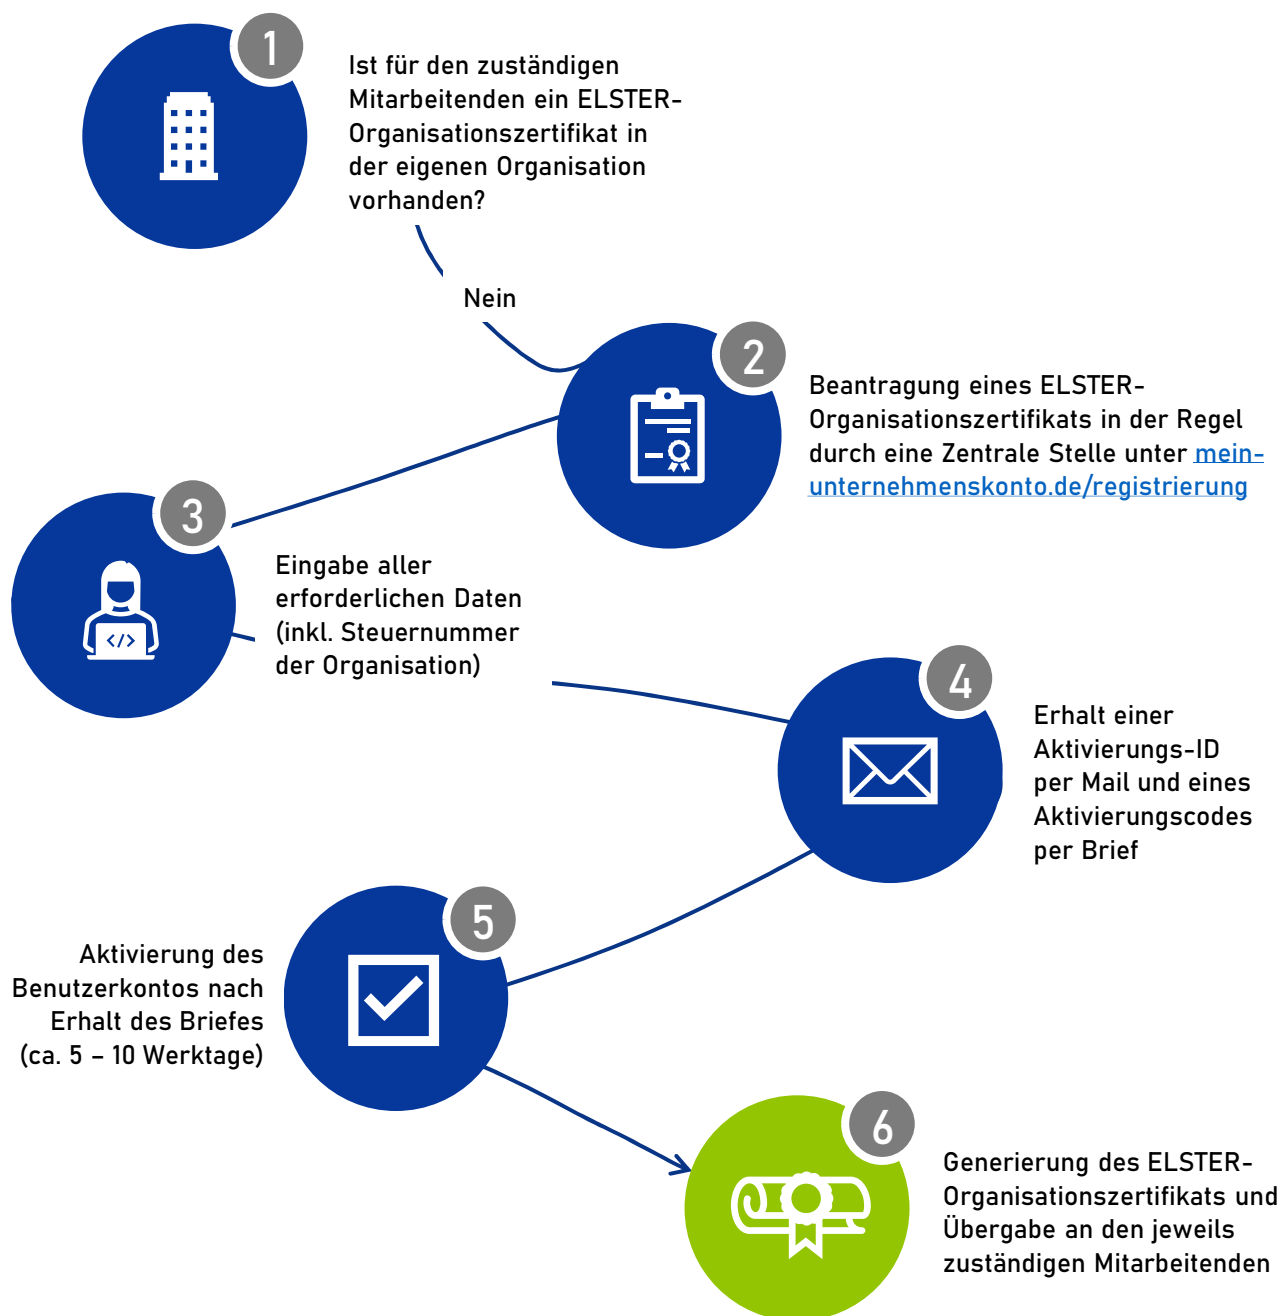 1
Ist für den zuständigen
Mitarbeitenden ein ELSTER-
Organisationszertifikat in
der eigenen Organisation
vorhanden?
Nein
2
Beantragung eines ELSTER-
Organisationszertifikats in der Regel
durch eine Zentrale Stelle unter mein-
unternehmenskonto.de/registrierung
3
Eingabe aller
erforderlichen Daten
(inkl. Steuernummer
der Organisation)
4
Erhalt einer
Aktivierungs-ID
per Mail und eines
Aktivierungscodes
per Brief
5
Aktivierung des
Benutzerkontos nach
Erhalt des Briefes
(ca. 5 – 10 Werktage)
6
Generierung des ELSTER-
Organisationszertifikats und
Übergabe an den jeweils
zuständigen Mitarbeitenden